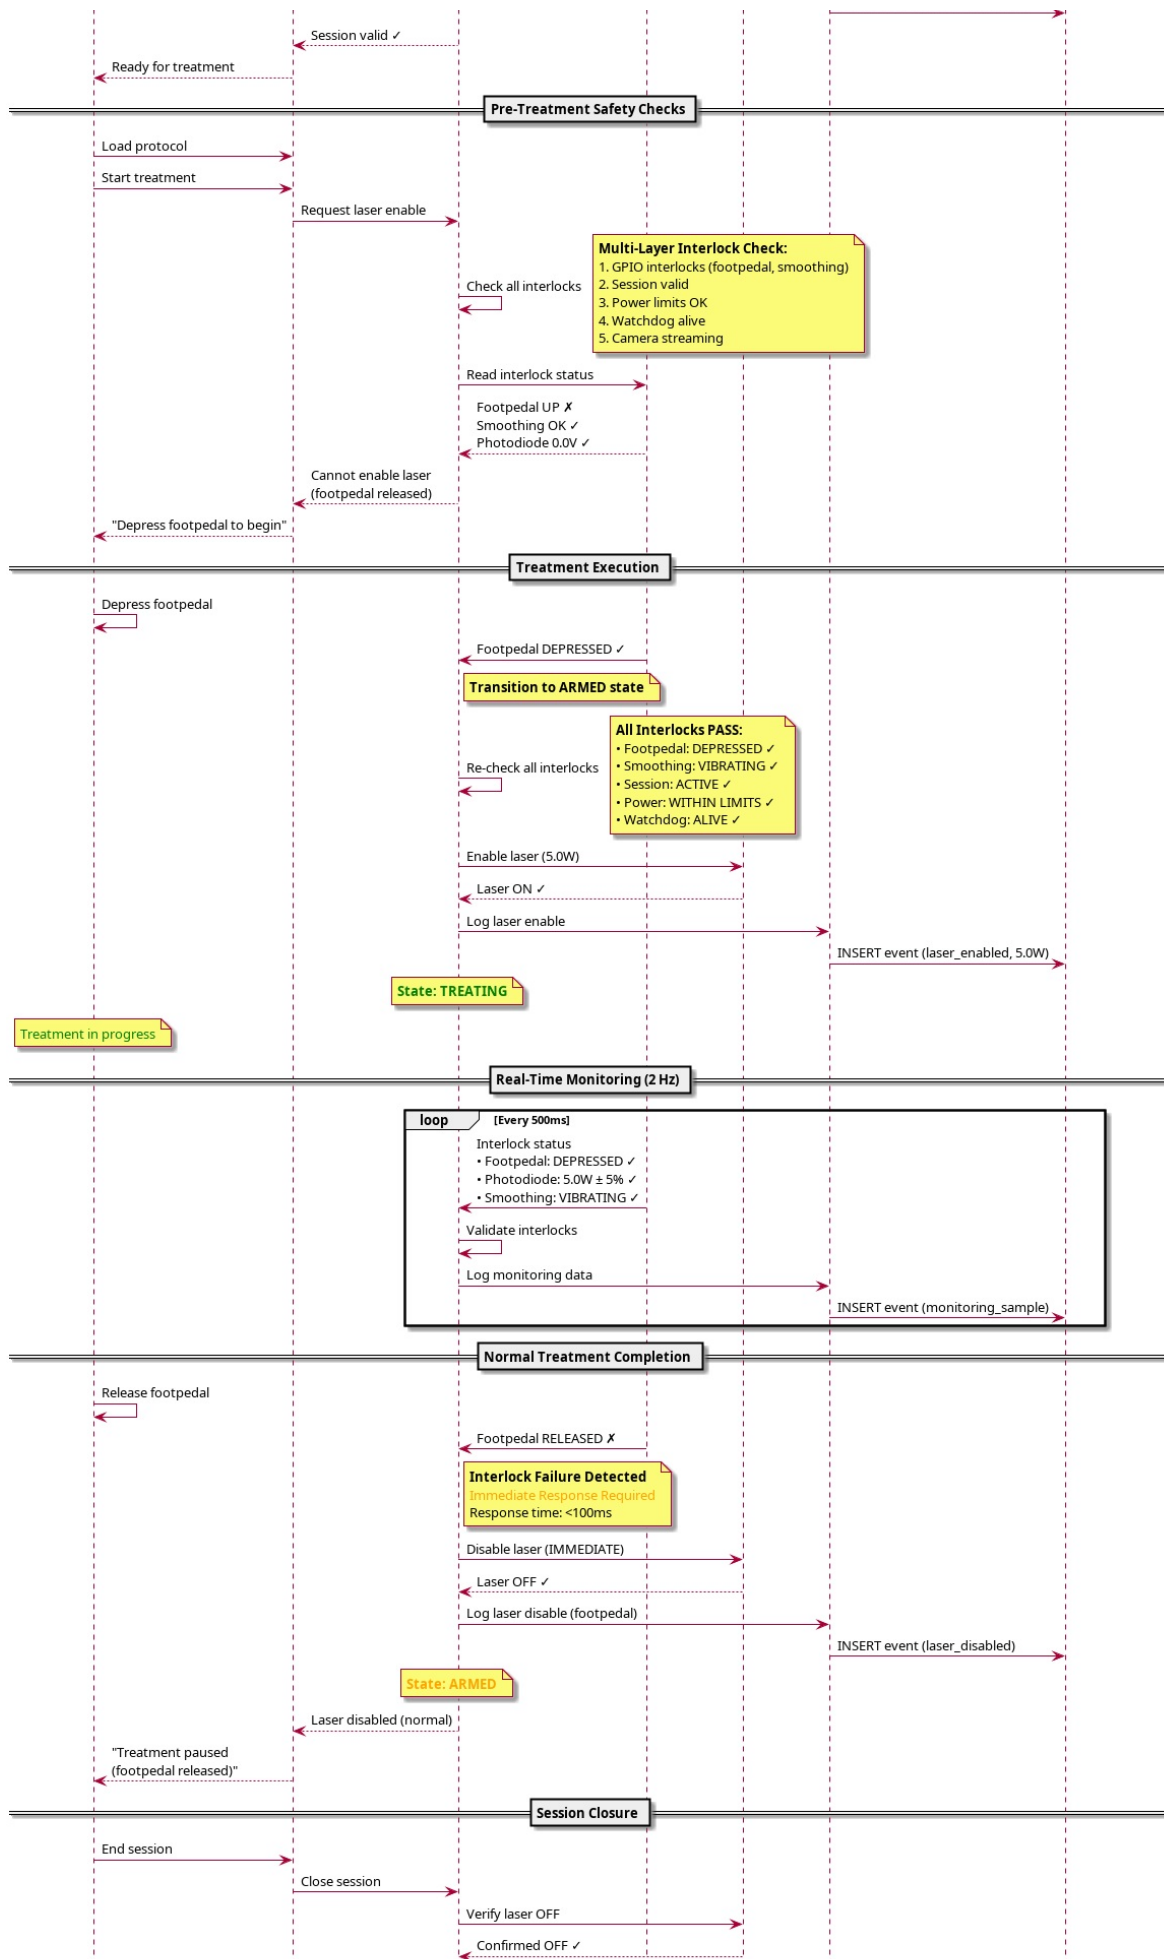 Session valid ✓
Ready for treatment
Pre-Treatment Safety Checks
Load protocol
Start treatment
Request laser enable
Multi-Layer Interlock Check:
1. GPIO interlocks (footpedal, smoothing)
2. Session valid
3. Power limits OK
4. Watchdog alive
5. Camera streaming
Check all interlocks
Read interlock status
Footpedal UP ✗
Smoothing OK ✓
Photodiode 0.0V ✓
Cannot enable laser
(footpedal released)
"Depress footpedal to begin"
Treatment Execution
Depress footpedal
Footpedal DEPRESSED ✓
Transition to ARMED state
All Interlocks PASS:
• Footpedal: DEPRESSED ✓
• Smoothing: VIBRATING ✓
• Session: ACTIVE ✓
• Power: WITHIN LIMITS ✓
• Watchdog: ALIVE ✓
Re-check all interlocks
Enable laser (5.0W)
Laser ON ✓
Log laser enable
INSERT event (laser_enabled, 5.0W)
State: TREATING
Treatment in progress
Real-Time Monitoring (2 Hz)
loop [Every 500ms]
Interlock status
• Footpedal: DEPRESSED ✓
• Photodiode: 5.0W ± 5% ✓
• Smoothing: VIBRATING ✓
Validate interlocks
Log monitoring data
INSERT event (monitoring_sample)
Normal Treatment Completion
Release footpedal
Footpedal RELEASED ✗
Interlock Failure Detected
Immediate Response Required
Response time: <100ms
Disable laser (IMMEDIATE)
Laser OFF ✓
Log laser disable (footpedal)
INSERT event (laser_disabled)
State: ARMED
Laser disabled (normal)
"Treatment paused
(footpedal released)"
Session Closure
End session
Close session
Verify laser OFF
Confirmed OFF ✓